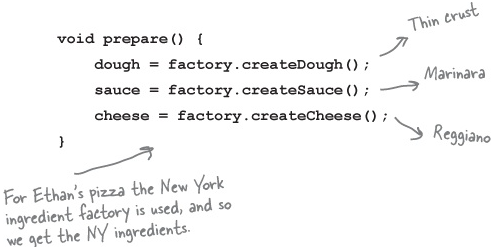 Thin crust
void prepare() {
dough = factory.createDough();
sauce = factory.createSauce();
Marinara
cheese = factory.createCheese();
Reggiano
}
For Ethan's pizza the New York
ingredient factory is used, and so
we get the NY ingredients.